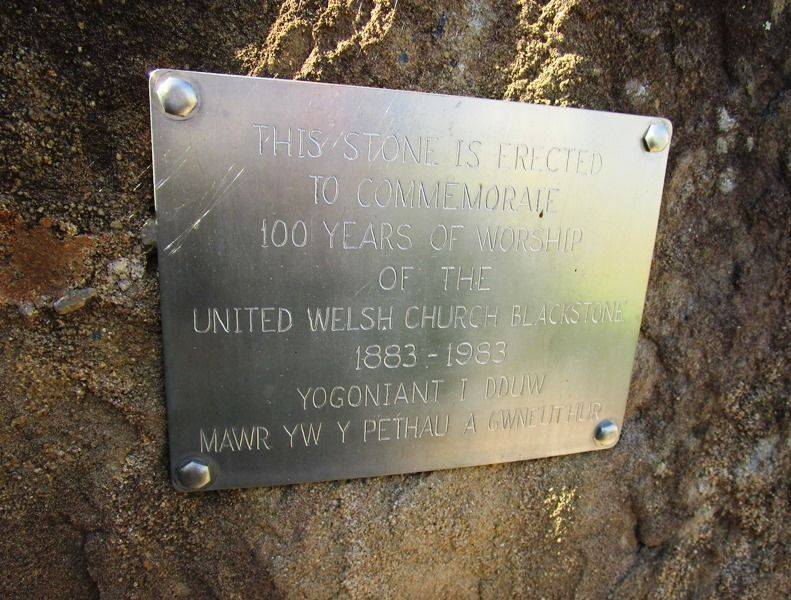 THIS STONE IS ERECTED
TO COMMEMORATE
100 YEARS OF WORSHIP
OF THE
UNITED WELSH CHURCH BLACKSTONE
1883 - 1983
YOGONIANT I DDUW
MAWR YW Y PETHAU A GWNEUTHUR